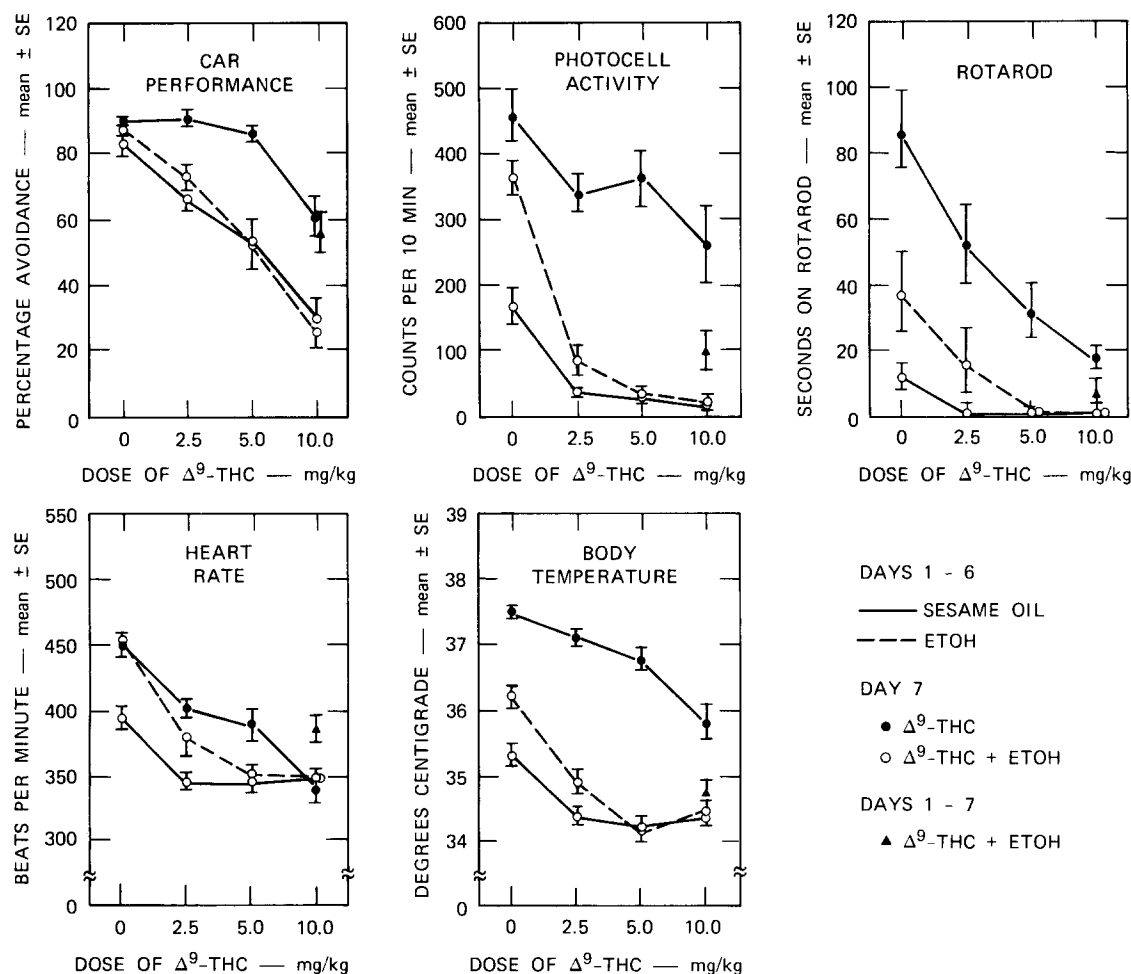 PERCENTAGE AVOIDANCE — mean ± SE
120
100
80
60
40
20
0
CAR
PERFORMANCE
0 2.5 5.0 10.0
DOSE OF Δ⁹-THC — mg/kg
COUNTS PER 10 MIN — mean ± SE
600
500
400
300
200
100
0
PHOTOCELL
ACTIVITY
0 2.5 5.0 10.0
DOSE OF Δ⁹-THC — mg/kg
SECONDS ON ROTAROD — mean ± SE
120
100
80
60
40
20
0
ROTAROD
0 2.5 5.0 10.0
DOSE OF Δ⁹-THC — mg/kg
BEATS PER MINUTE — mean ± SE
550
500
450
400
350
300
0
HEART
RATE
0 2.5 5.0 10.0
DOSE OF Δ⁹-THC — mg/kg
DEGREES CENTIGRADE — mean ± SE
39
38
37
36
35
34
0
BODY
TEMPERATURE
0 2.5 5.0 10.0
DOSE OF Δ⁹-THC — mg/kg
DAYS 1 - 6
SESAME OIL
ETOH
DAY 7
Δ⁹-THC
Δ⁹-THC + ETOH
DAYS 1 - 7
Δ⁹-THC + ETOH